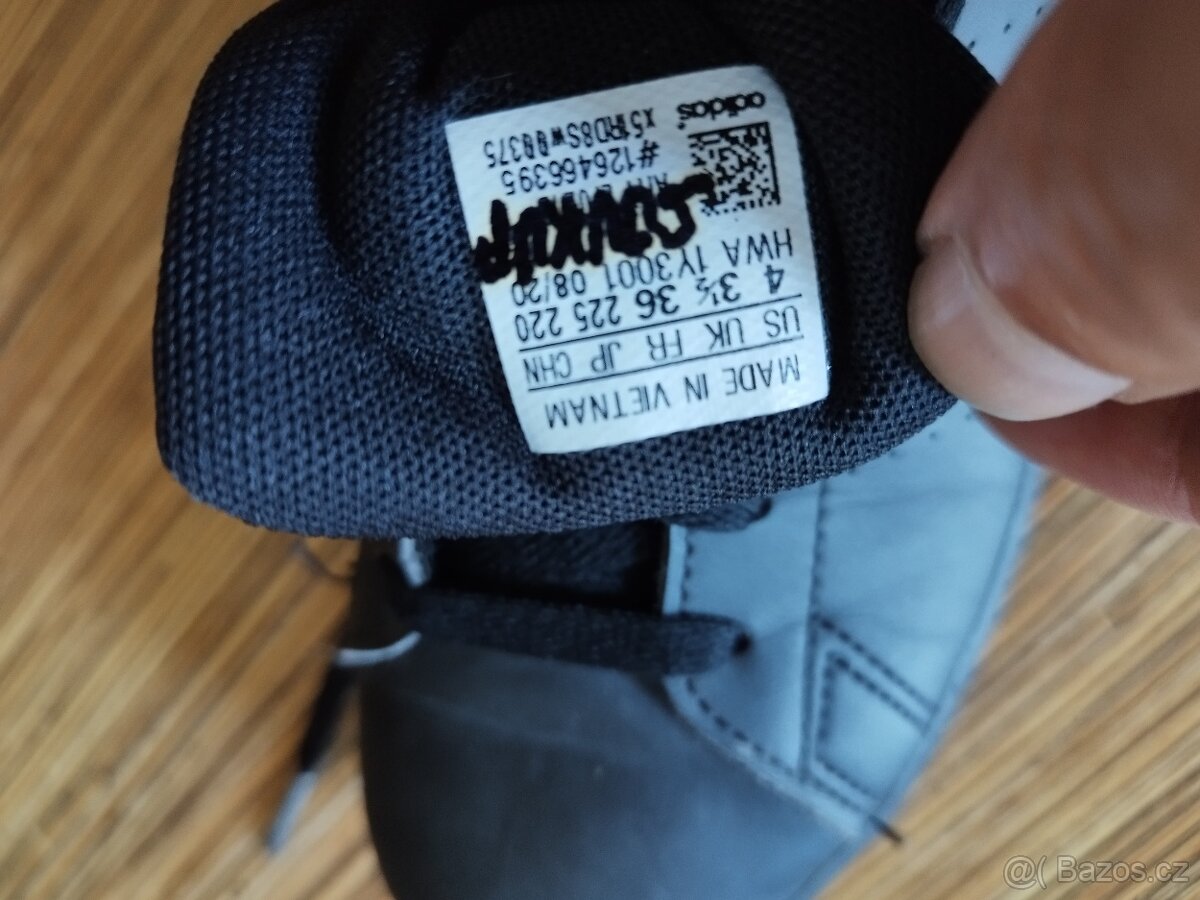 MADE IN VIETNAM
US UK FR JP CHN
4 3½ 36 225 220
HWA 1Y3001 08/20
#126466395
adidas
@( Bazos.cz